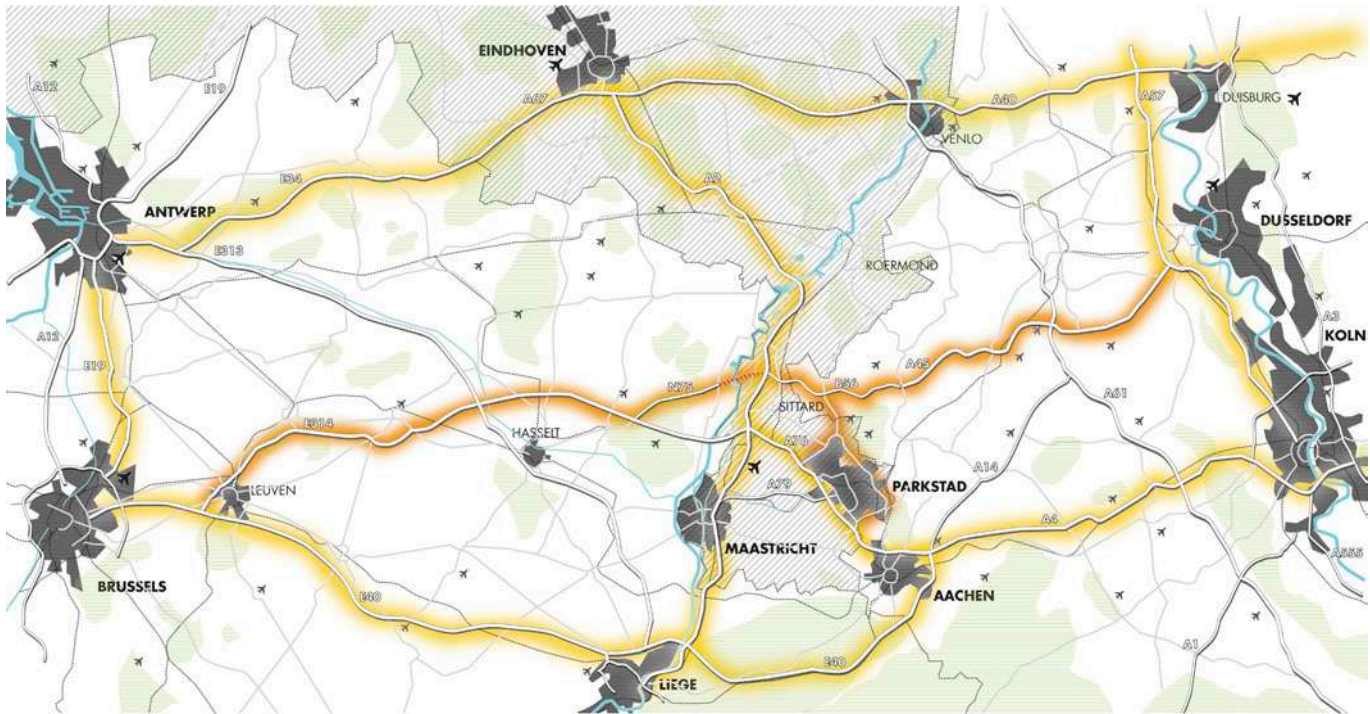 EINDHOVEN
A12
E19
A67
A40
A57
DUISBURG
VENLO
E34
A2
ANTWERP
DUSSELDORF
E313
ROERMOND
A12
E19
A3
KOLN
N75
B56
A45
SITTARD
A61
E314
HASSELT
A76
LEUVEN
A79
PARKSTAD
A14
A4
MAASTRICHT
A555
BRUSSELS
E40
AACHEN
A1
E40
LIEGE